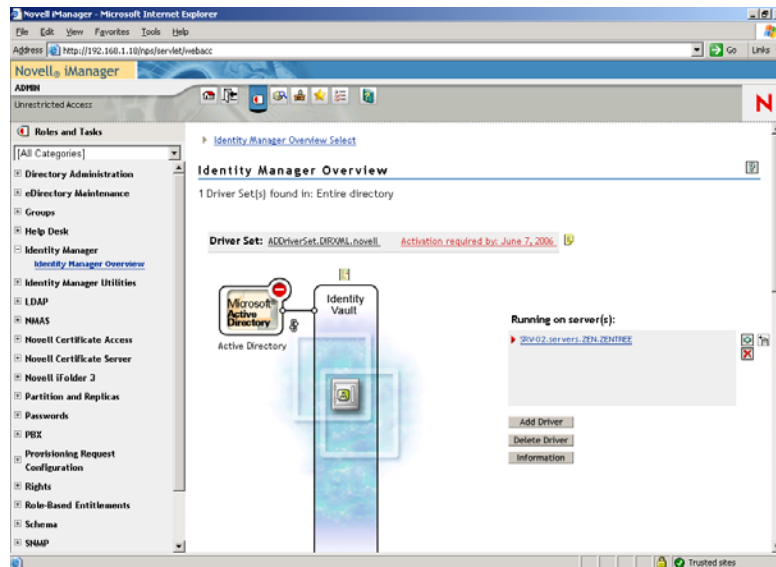 Novell iManager - Microsoft Internet Explorer
File Edit View Favorites Tools Help
Address http://192.168.1.10/nps/servlet/webacc Go Links
Novell® iManager
ADMIN
Unrestricted Access
N
Roles and Tasks
[All Categories]
Directory Administration
eDirectory Maintenance
Groups
Help Desk
Identity Manager
Identity Manager Overview
Identity Manager Utilities
LDAP
NMAS
Novell Certificate Access
Novell Certificate Server
Novell iFolder 3
Partition and Replicas
Passwords
PBX
Provisioning Request
Configuration
Rights
Role-Based Entitlements
Schema
SNMP
Identity Manager Overview Select
Identity Manager Overview
1 Driver Set(s) found in: Entire directory
Driver Set: ADDriverSet.DIRXML.novell Activation required by: June 7, 2006
Microsoft
Active
Directory
Active Directory
Identity
Vault
Running on server(s):
SRV-02.servers.ZEN.ZENTREE
Add Driver
Delete Driver
Information
Trusted sites